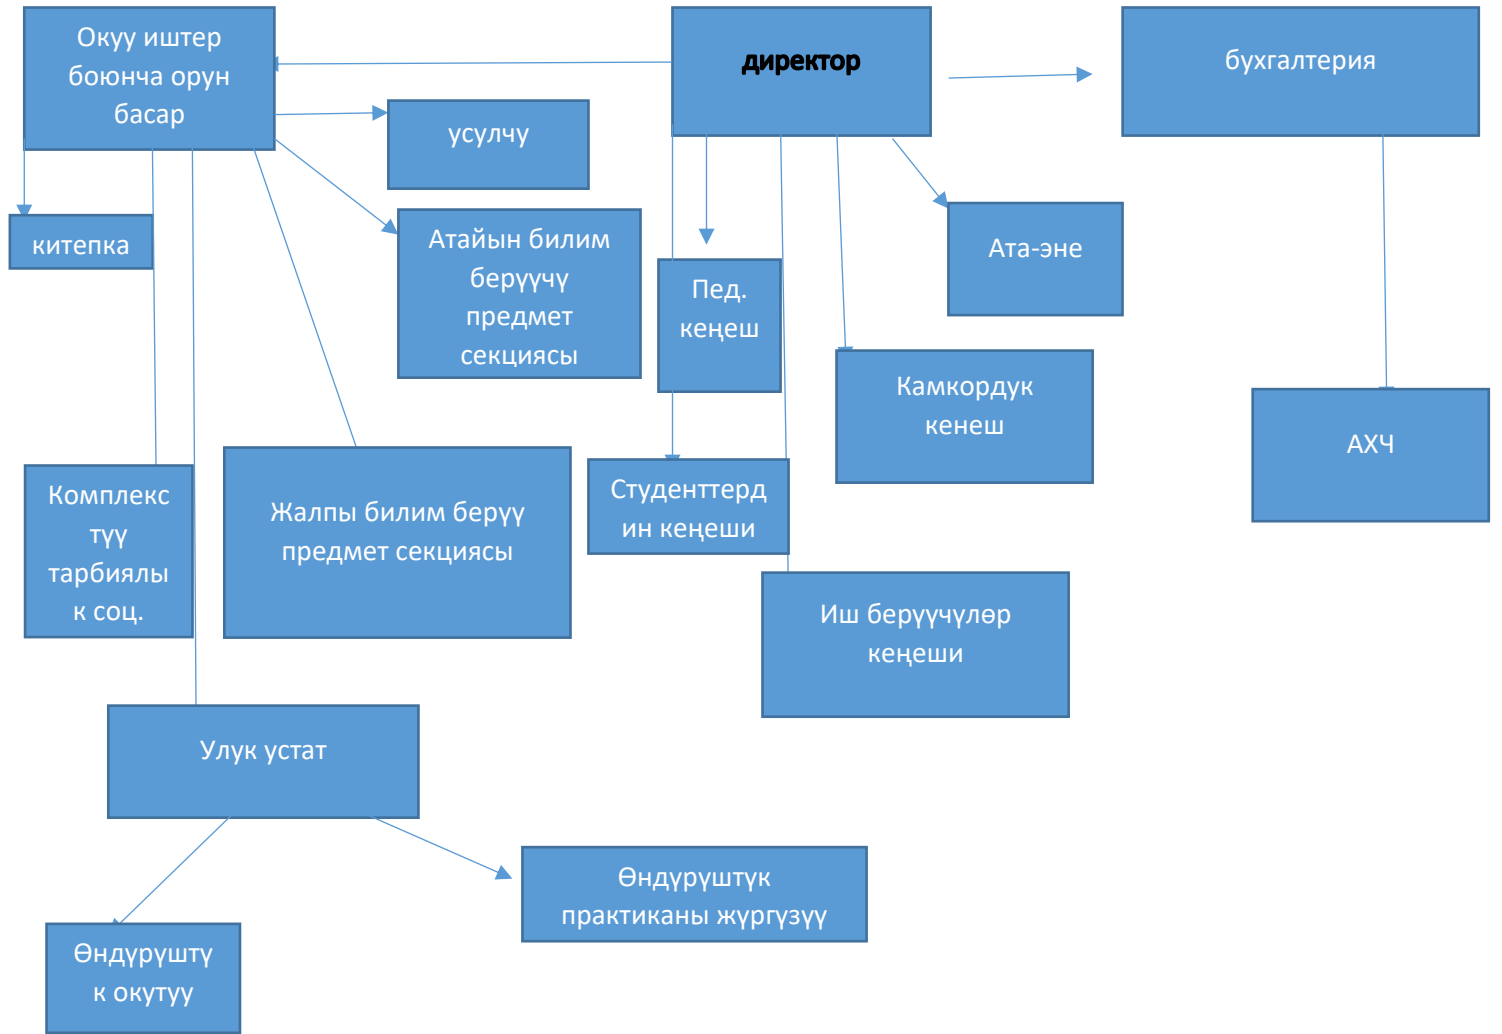 Окуу иштер
боюнча орун
басар
директор
бухгалтерия
усулчу
китепка
Атайын билим
берүүчү
предмет
секциясы
Пед.
кеңеш
Ата-эне
Камкордук
кенеш
АХЧ
Комплекс
түү
тарбиялы
к соц.
Жалпы билим берүү
предмет секциясы
Студенттерд
ин кеңеши
Иш берүүчүлөр
кеңеши
Улук устат
Өндүрүштүк
практиканы жүргүзүү
Өндүрүштү
к окутуу